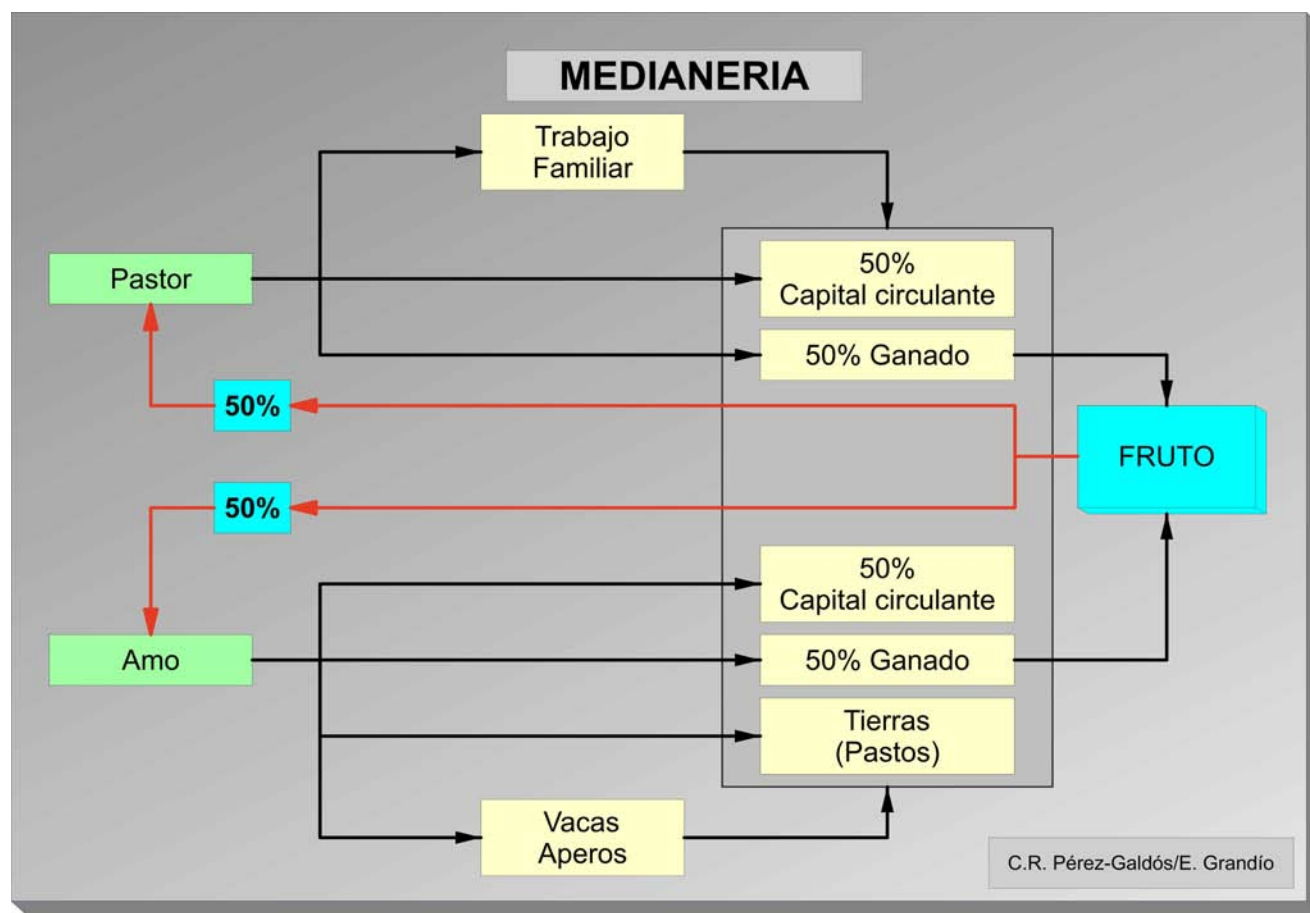 MEDIANERIA
Trabajo
Familiar
Pastor
50%
Capital circulante
50% Ganado
50%
FRUTO
50%
50%
Capital circulante
Amo
50% Ganado
Tierras
(Pastos)
Vacas
Aperos
C.R. Pérez-Galdós/E. Grandío